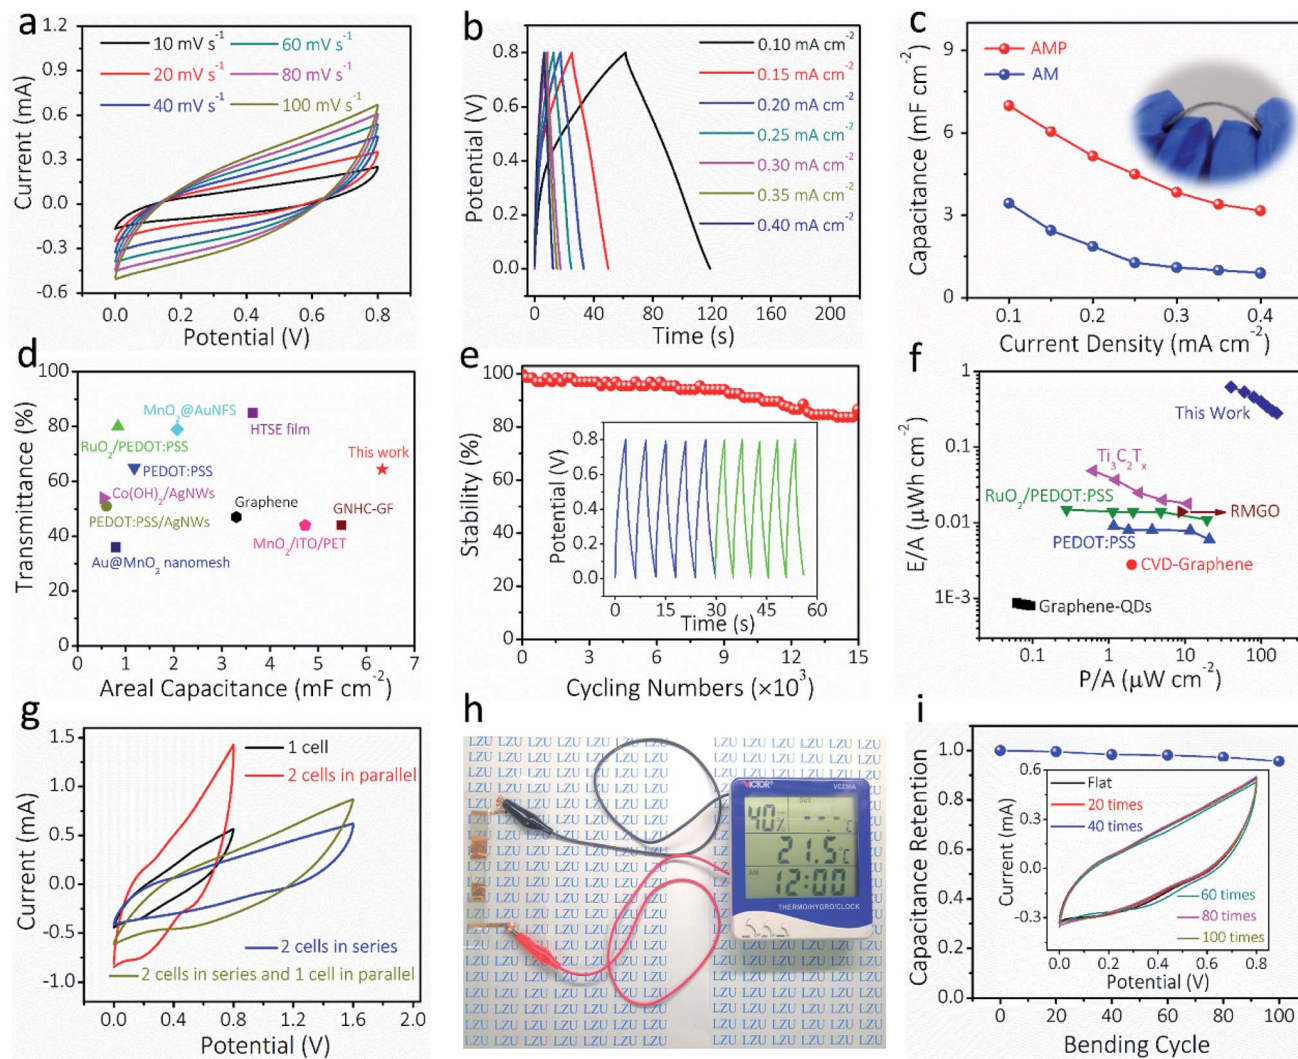 a
10 mV s⁻¹
60 mV s⁻¹
20 mV s⁻¹
80 mV s⁻¹
40 mV s⁻¹
100 mV s⁻¹
1.2
0.9
0.6
0.3
0.0
-0.3
-0.6
Current (mA)
0.0 0.2 0.4 0.6 0.8
Potential (V)
b
0.10 mA cm⁻²
0.15 mA cm⁻²
0.20 mA cm⁻²
0.25 mA cm⁻²
0.30 mA cm⁻²
0.35 mA cm⁻²
0.40 mA cm⁻²
0.8
0.6
0.4
0.2
0.0
Potential (V)
0 40 80 120 160 200
Time (s)
c
AMP
AM
9
6
3
0
Capacitance (mF cm⁻²)
0.1 0.2 0.3 0.4
Current Density (mA cm⁻²)
d
100
80
60
40
20
0
Transmittance (%)
MnO₂@AuNFS
HTSE film
RuO₂/PEDOT:PSS
This work
PEDOT:PSS
Co(OH)₂/AgNWs
Graphene
GNHC-GF
PEDOT:PSS/AgNWs
MnO₂/ITO/PET
Au@MnO₂ nanomesh
0 1 2 3 4 5 6 7
Areal Capacitance (mF cm⁻²)
e
100
80
60
40
20
0
Stability (%)
0.8
0.4
0.0
Potential (V)
0 15 30 45 60
Time (s)
0 3 6 9 12 15
Cycling Numbers (×10³)
f
1
0.1
0.01
1E-3
E/A (μWh cm⁻²)
This Work
Ti₃C₂Tₓ
RuO₂/PEDOT:PSS
RMGO
PEDOT:PSS
CVD-Graphene
Graphene-QDs
0.1 1 10 100
P/A (μW cm⁻²)
g
1.5
1.0
0.5
0.0
-0.5
-1.0
Current (mA)
1 cell
2 cells in parallel
2 cells in series
2 cells in series and 1 cell in parallel
0.0 0.4 0.8 1.2 1.6 2.0
Potential (V)
h
LZU LZU LZU LZU LZU LZU LZU LZU LZU LZU LZU
VICTOR
VC230A
OUT
40%
--.-°C
21.5°C
AM
12:00
THERMO/HYGRO/CLOCK
i
1.0
0.8
0.6
0.4
0.2
0.0
Capacitance Retention
0.6
0.3
0.0
-0.3
Current (mA)
Flat
20 times
40 times
60 times
80 times
100 times
0.0 0.2 0.4 0.6 0.8
Potential (V)
0 20 40 60 80 100
Bending Cycle